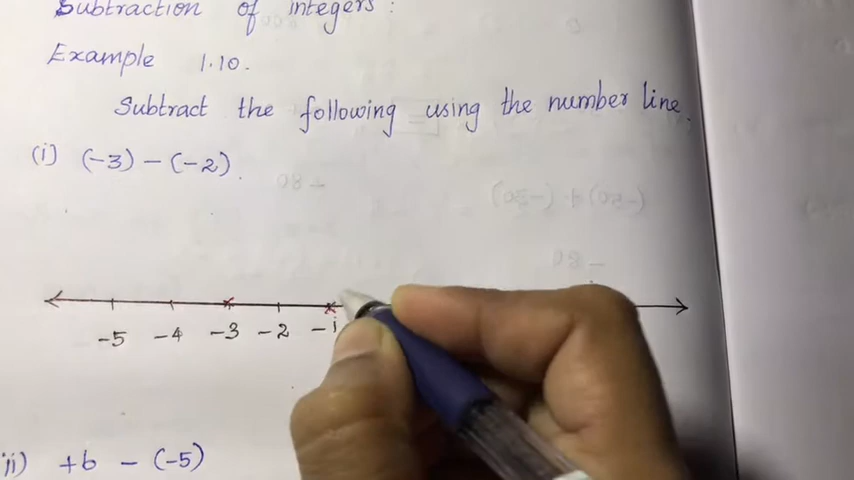 Subtraction of integers:
Example 1.10.
Subtract the following using the number line.
(i) (-3) - (-2).
-5 -4 -3 -2 -1
ii) +6 - (-5)